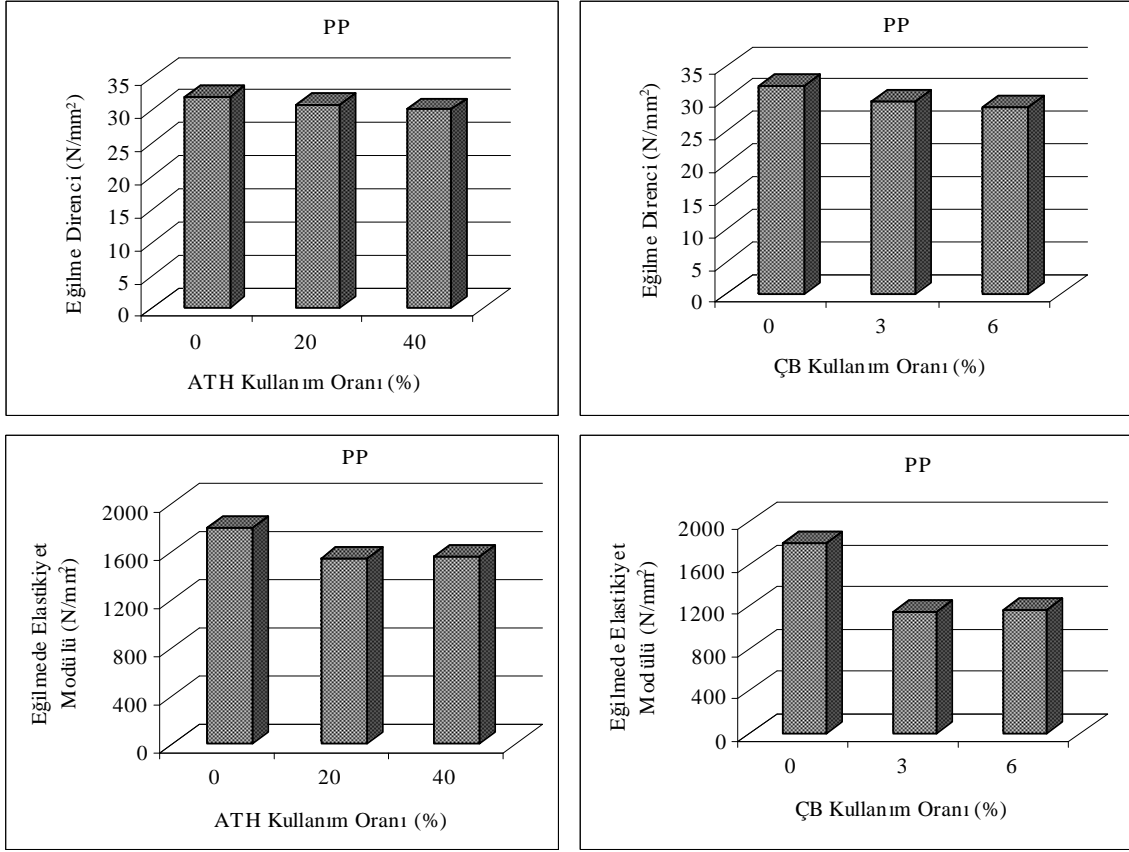 PP
Eğilme Direnci (N/mm²)
35
30
25
20
15
10
5
0
0 20 40
ATH Kullanım Oranı (%)
PP
Eğilme Direnci (N/mm²)
35
30
25
20
15
10
5
0
0 3 6
ÇB Kullanım Oranı (%)
PP
Eğilmede Elastikiyet
Modülü (N/mm²)
2000
1600
1200
800
400
0
0 20 40
ATH Kullanım Oranı (%)
PP
Eğilmede Elastikiyet
Modülü (N/mm²)
2000
1600
1200
800
400
0
0 3 6
ÇB Kullanım Oranı (%)